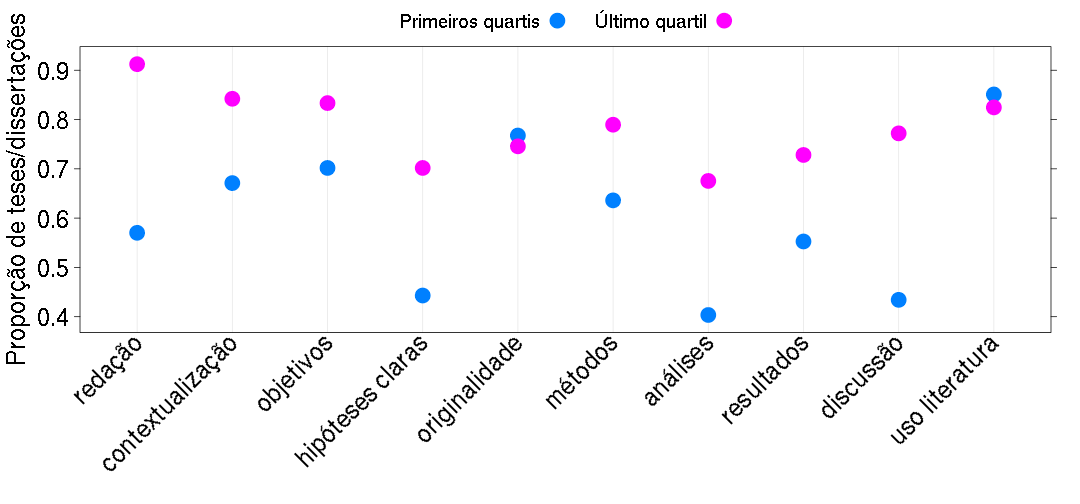 Primeiros quartis
Último quartil
Proporção de teses/dissertações
0.9
0.8
0.7
0.6
0.5
0.4
redação
contextualização
objetivos
hipóteses claras
originalidade
métodos
análises
resultados
discussão
uso literatura